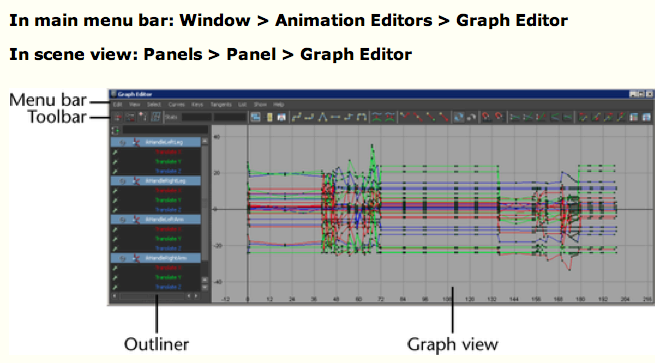 In main menu bar: Window > Animation Editors > Graph Editor
In scene view: Panels > Panel > Graph Editor
Graph Editor
Menu bar
Edit View Select Curves Keys Tangents List Show Help
Toolbar
Stats
IKHandleLeftLeg
Translate X
Translate Y
Translate Z
IKHandleRightLeg
Translate X
Translate Y
Translate Z
Translate X
Translate Y
Translate Z
Translate X
Translate Y
Translate Z
40
20
0
-20
-40
-12 0 12 24 36 48 60 72 84 96 108 120 132 144 156 168 180 192 204 216
Outliner
Graph view